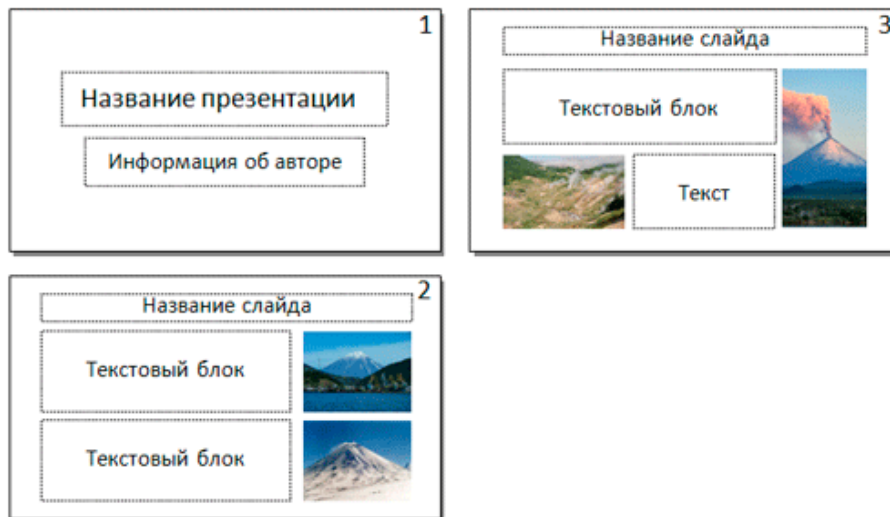 1
Название презентации
Информация об авторе
2
Название слайда
Текстовый блок
Текстовый блок
3
Название слайда
Текстовый блок
Текст